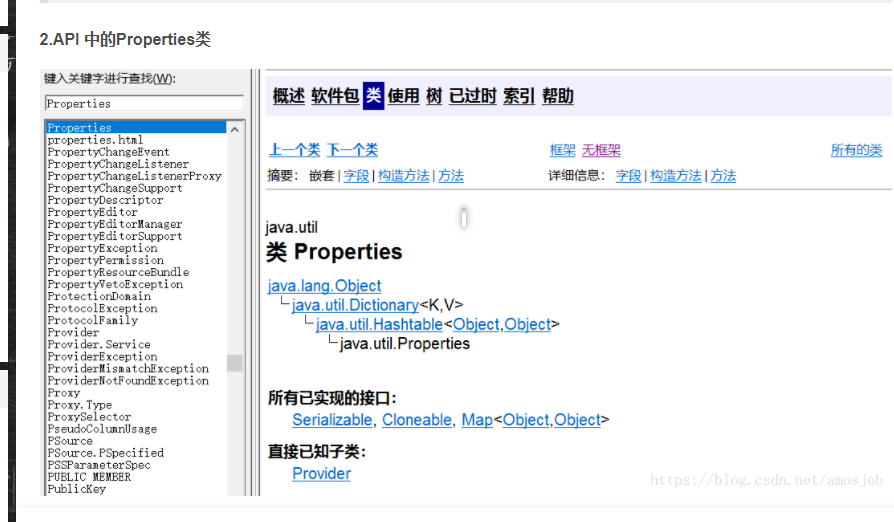 2.API 中的Properties类
键入关键字进行查找(W):
Properties
Properties
properties.html
PropertyChangeEvent
PropertyChangeListener
PropertyChangeListenerProxy
PropertyChangeSupport
PropertyDescriptor
PropertyEditor
PropertyEditorManager
PropertyEditorSupport
PropertyException
PropertyPermission
PropertyResourceBundle
PropertyVetoException
ProtectionDomain
ProtocolException
ProtocolFamily
Provider
Provider.Service
ProviderException
ProviderMismatchException
ProviderNotFoundException
Proxy
Proxy.Type
ProxySelector
PseudoColumnUsage
PSource
PSource.PSpecified
PSSParameterSpec
PUBLIC MEMBER
PublicKey
概述 软件包 类 使用 树 已过时 索引 帮助
上一个类 下一个类 框架 无框架 所有的类
摘要： 嵌套 | 字段 | 构造方法 | 方法 详细信息： 字段 | 构造方法 | 方法
java.util
类 Properties
java.lang.Object
java.util.Dictionary<K,V>
java.util.Hashtable<Object,Object>
java.util.Properties
所有已实现的接口：
Serializable, Cloneable, Map<Object,Object>
直接已知子类：
Provider
https://blog.csdn.net/amosjob